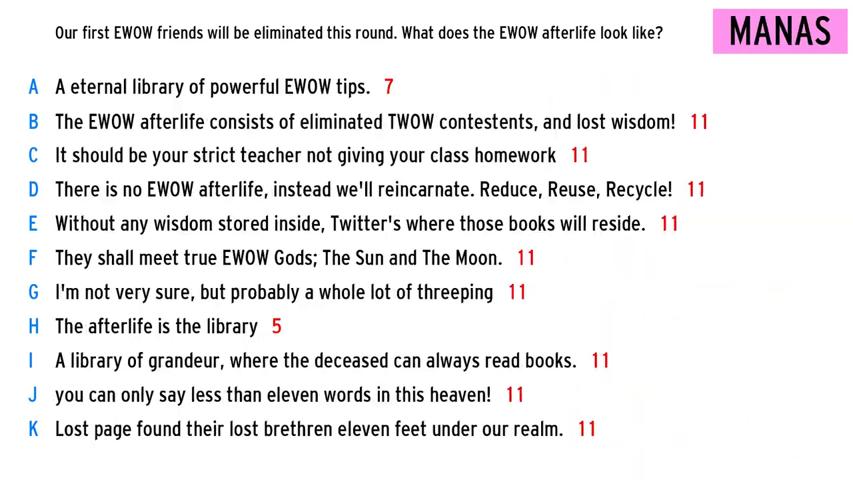 Our first EWOW friends will be eliminated this round. What does the EWOW afterlife look like?
MANAS
A A eternal library of powerful EWOW tips. 7
B The EWOW afterlife consists of eliminated TWOW contestents, and lost wisdom! 11
C It should be your strict teacher not giving your class homework 11
D There is no EWOW afterlife, instead we'll reincarnate. Reduce, Reuse, Recycle! 11
E Without any wisdom stored inside, Twitter's where those books will reside. 11
F They shall meet true EWOW Gods; The Sun and The Moon. 11
G I'm not very sure, but probably a whole lot of threeping 11
H The afterlife is the library 5
I A library of grandeur, where the deceased can always read books. 11
J you can only say less than eleven words in this heaven! 11
K Lost page found their lost brethren eleven feet under our realm. 11